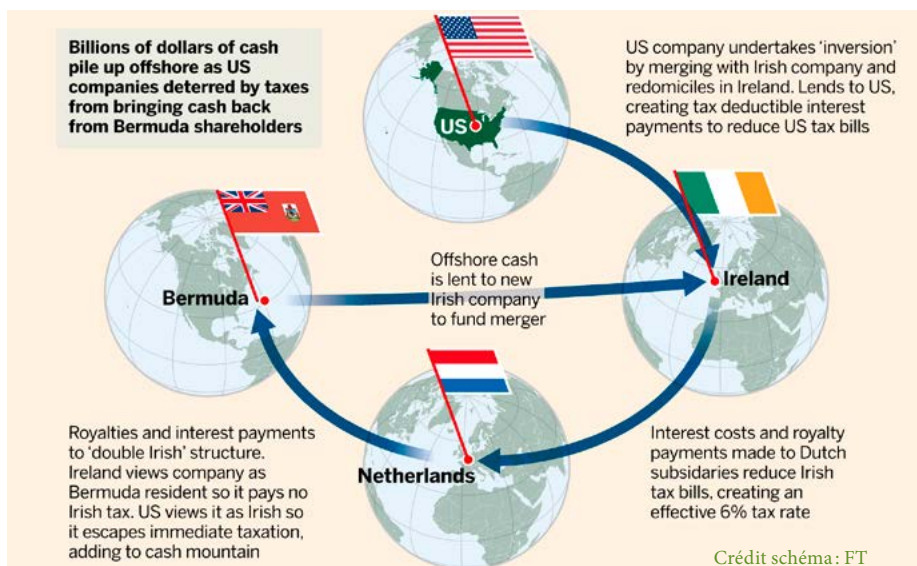 Billions of dollars of cash
pile up offshore as US
companies deterred by taxes
from bringing cash back
from Bermuda shareholders
US
US company undertakes ‘inversion’
by merging with Irish company and
redomiciles in Ireland. Lends to US,
creating tax deductible interest
payments to reduce US tax bills
Bermuda
Offshore cash
is lent to new
Irish company
to fund merger
Ireland
Royalties and interest payments
to ‘double Irish’ structure.
Ireland views company as
Bermuda resident so it pays no
Irish tax. US views it as Irish so
it escapes immediate taxation,
adding to cash mountain
Netherlands
Interest costs and royalty
payments made to Dutch
subsidaries reduce Irish
tax bills, creating an
effective 6% tax rate
Crédit schéma: FT